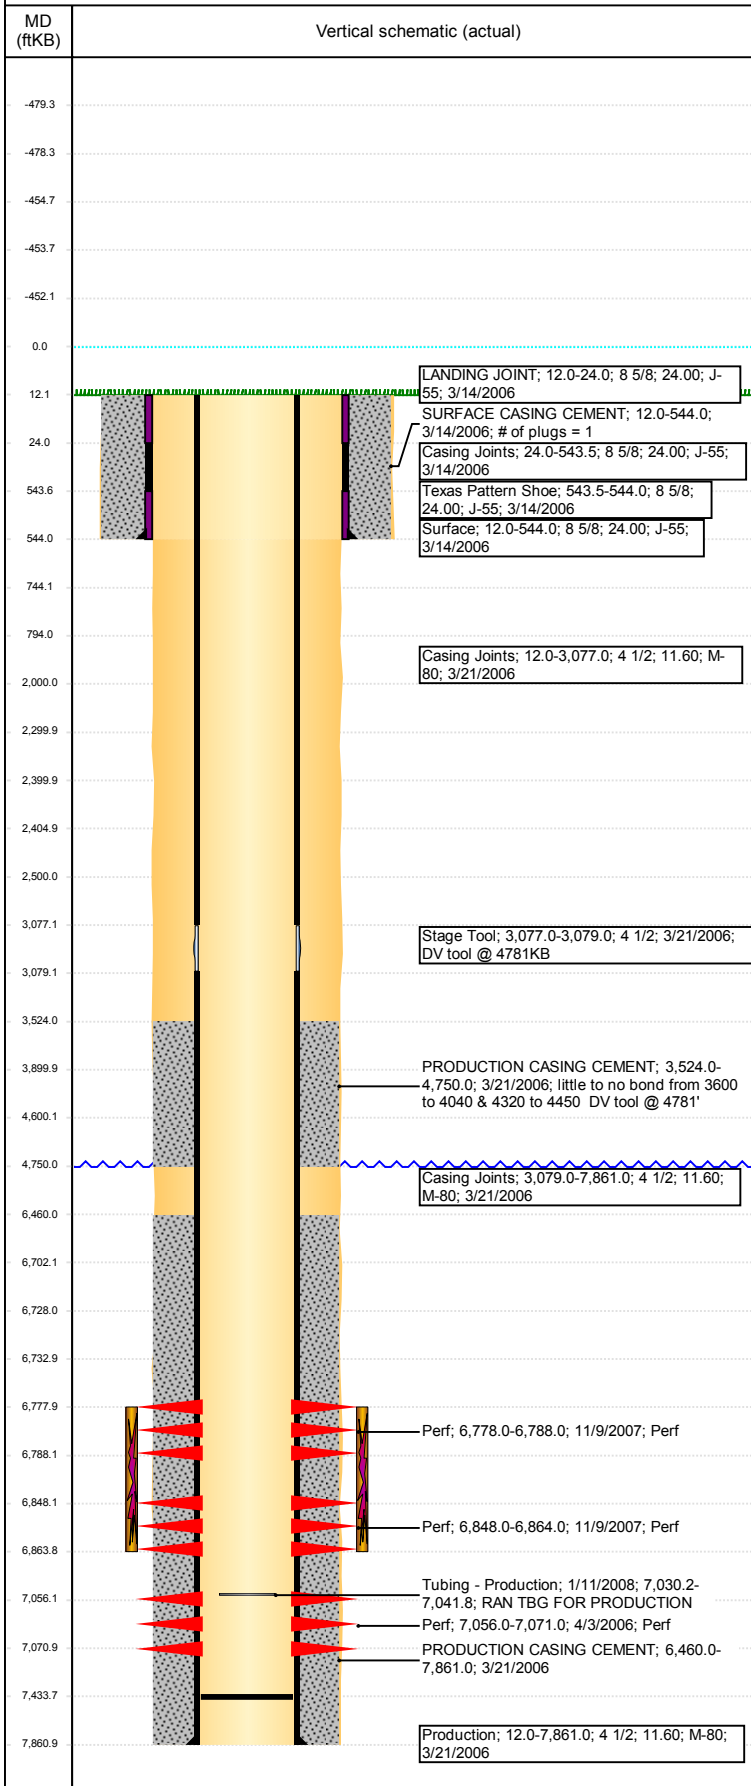 MD
(ftKB)
Vertical schematic (actual)
-479.3
-478.3
-454.7
-453.7
-452.1
0.0
12.1
LANDING JOINT; 12.0-24.0; 8 5/8; 24.00; J-
55; 3/14/2006
SURFACE CASING CEMENT; 12.0-544.0;
3/14/2006; # of plugs = 1
24.0
Casing Joints; 24.0-543.5; 8 5/8; 24.00; J-55;
3/14/2006
543.6
Texas Pattern Shoe; 543.5-544.0; 8 5/8;
24.00; J-55; 3/14/2006
544.0
Surface; 12.0-544.0; 8 5/8; 24.00; J-55;
3/14/2006
744.1
794.0
Casing Joints; 12.0-3,077.0; 4 1/2; 11.60; M-
80; 3/21/2006
2,000.0
2,299.9
2,399.9
2,404.9
2,500.0
3,077.1
Stage Tool; 3,077.0-3,079.0; 4 1/2; 3/21/2006;
DV tool @ 4781KB
3,079.1
3,524.0
3,899.9
PRODUCTION CASING CEMENT; 3,524.0-
4,750.0; 3/21/2006; little to no bond from 3600
to 4040 & 4320 to 4450 DV tool @ 4781'
4,600.1
4,750.0
Casing Joints; 3,079.0-7,861.0; 4 1/2; 11.60;
M-80; 3/21/2006
6,460.0
6,702.1
6,728.0
6,732.9
6,777.9
Perf; 6,778.0-6,788.0; 11/9/2007; Perf
6,788.1
6,848.1
Perf; 6,848.0-6,864.0; 11/9/2007; Perf
6,863.8
Tubing - Production; 1/11/2008; 7,030.2-
7,041.8; RAN TBG FOR PRODUCTION
7,056.1
Perf; 7,056.0-7,071.0; 4/3/2006; Perf
7,070.9
PRODUCTION CASING CEMENT; 6,460.0-
7,861.0; 3/21/2006
7,433.7
7,860.9
Production; 12.0-7,861.0; 4 1/2; 11.60; M-80;
3/21/2006